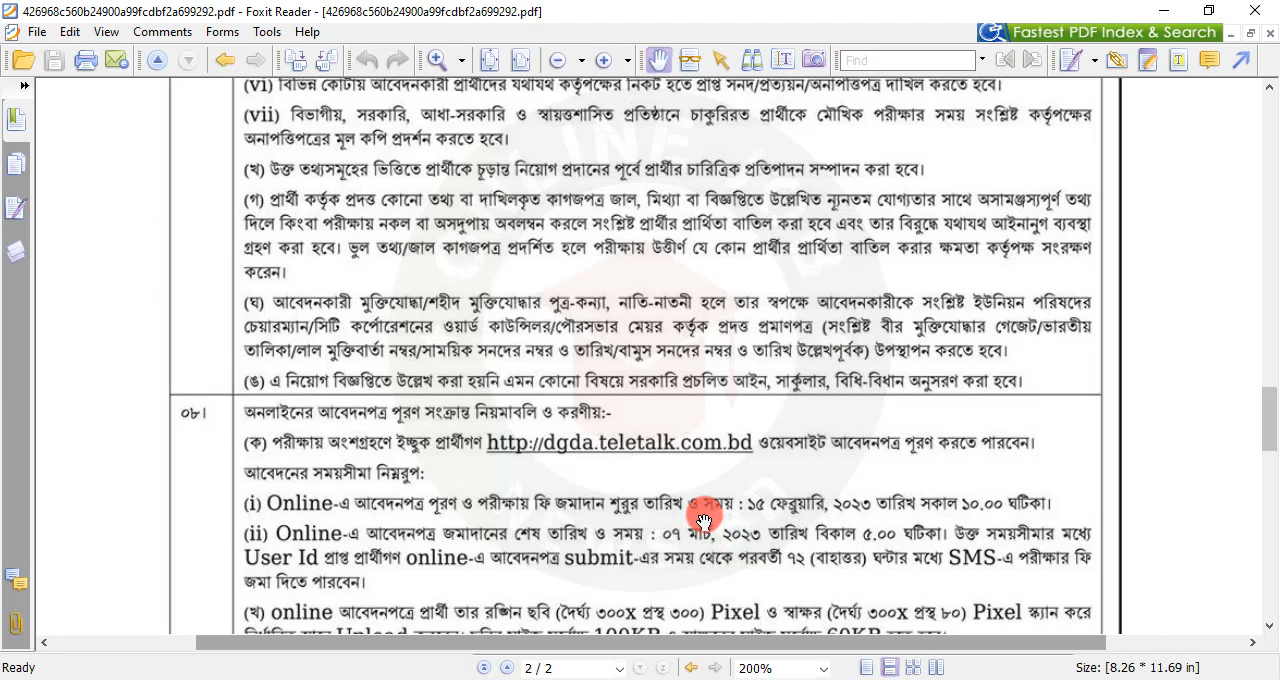 426968c560b24900a99fcdbf2a699292.pdf - Foxit Reader - [426968c560b24900a99fcdbf2a699292.pdf]
File Edit View Comments Forms Tools Help
Fastest PDF Index & Search
Find
(vi) বিভিন্ন কোটায় আবেদনকারী প্রার্থীদের যথাযথ কর্তৃপক্ষের নিকট হতে প্রাপ্ত সনদ/প্রত্যয়ন/অনাপত্তিপত্র দাখিল করতে হবে।
(vii) বিভাগীয়, সরকারি, আধা-সরকারি ও স্বায়ত্তশাসিত প্রতিষ্ঠানে চাকুরিরত প্রার্থীকে মৌখিক পরীক্ষার সময় সংশ্লিষ্ট কর্তৃপক্ষের
অনাপত্তিপত্রের মূল কপি প্রদর্শন করতে হবে।
(খ) উক্ত তথ্যসমূহের ভিত্তিতে প্রার্থীকে চূড়ান্ত নিয়োগ প্রদানের পূর্বে প্রার্থীর চারিত্রিক প্রতিপাদন সম্পাদন করা হবে।
(গ) প্রার্থী কর্তৃক প্রদত্ত কোনো তথ্য বা দাখিলকৃত কাগজপত্র জাল, মিথ্যা বা বিজ্ঞপ্তিতে উল্লেখিত ন্যূনতম যোগ্যতার সাথে অসামঞ্জস্যপূর্ণ তথ্য
দিলে কিংবা পরীক্ষায় নকল বা অসদুপায় অবলম্বন করলে সংশ্লিষ্ট প্রার্থীর প্রার্থিতা বাতিল করা হবে এবং তার বিরুদ্ধে যথাযথ আইনানুগ ব্যবস্থা
গ্রহণ করা হবে। ভুল তথ্য/জাল কাগজপত্র প্রদর্শিত হলে পরীক্ষায় উত্তীর্ণ যে কোন প্রার্থীর প্রার্থিতা বাতিল করার ক্ষমতা কর্তৃপক্ষ সংরক্ষণ
করেন।
(ঘ) আবেদনকারী মুক্তিযোদ্ধা/শহীদ মুক্তিযোদ্ধার পুত্র-কন্যা, নাতি-নাতনী হলে তার স্বপক্ষে আবেদনকারীকে সংশ্লিষ্ট ইউনিয়ন পরিষদের
চেয়ারম্যান/সিটি কর্পোরেশনের ওয়ার্ড কাউন্সিলর/পৌরসভার মেয়র কর্তৃক প্রদত্ত প্রমাণপত্র (সংশ্লিষ্ট বীর মুক্তিযোদ্ধার গেজেট/ভারতীয়
তালিকা/লাল মুক্তিবার্তা নম্বর/সাময়িক সনদের নম্বর ও তারিখ/বামুস সনদের নম্বর ও তারিখ উল্লেখপূর্বক) উপস্থাপন করতে হবে।
(ঙ) এ নিয়োগ বিজ্ঞপ্তিতে উল্লেখ করা হয়নি এমন কোনো বিষয়ে সরকারি প্রচলিত আইন, সার্কুলার, বিধি-বিধান অনুসরণ করা হবে।
০৮। অনলাইনের আবেদনপত্র পূরণ সংক্রান্ত নিয়মাবলি ও করণীয়:-
(ক) পরীক্ষায় অংশগ্রহণে ইচ্ছুক প্রার্থীগণ http://dgda.teletalk.com.bd ওয়েবসাইট আবেদনপত্র পূরণ করতে পারবেন।
আবেদনের সময়সীমা নিম্নরুপ:
(i) Online-এ আবেদনপত্র পূরণ ও পরীক্ষায় ফি জমাদান শুরুর তারিখ ও সময় : ১৫ ফেব্রুয়ারি, ২০২৩ তারিখ সকাল ১০.০০ ঘটিকা।
(ii) Online-এ আবেদনপত্র জমাদানের শেষ তারিখ ও সময় : ০৭ মার্চ, ২০২৩ তারিখ বিকাল ৫.০০ ঘটিকা। উক্ত সময়সীমার মধ্যে
User Id প্রাপ্ত প্রার্থীগণ online-এ আবেদনপত্র submit-এর সময় থেকে পরবর্তী ৭২ (বাহাত্তর) ঘন্টার মধ্যে SMS-এ পরীক্ষার ফি
জমা দিতে পারবেন।
(খ) online আবেদনপত্রে প্রার্থী তার রঙ্গিন ছবি (দৈর্ঘ্য ৩০০x প্রস্থ ৩০০) Pixel ও স্বাক্ষর (দৈর্ঘ্য ৩০০x প্রস্থ ৮০) Pixel স্ক্যান করে
Ready
2 / 2
200%
Size: [8.26 * 11.69 in]